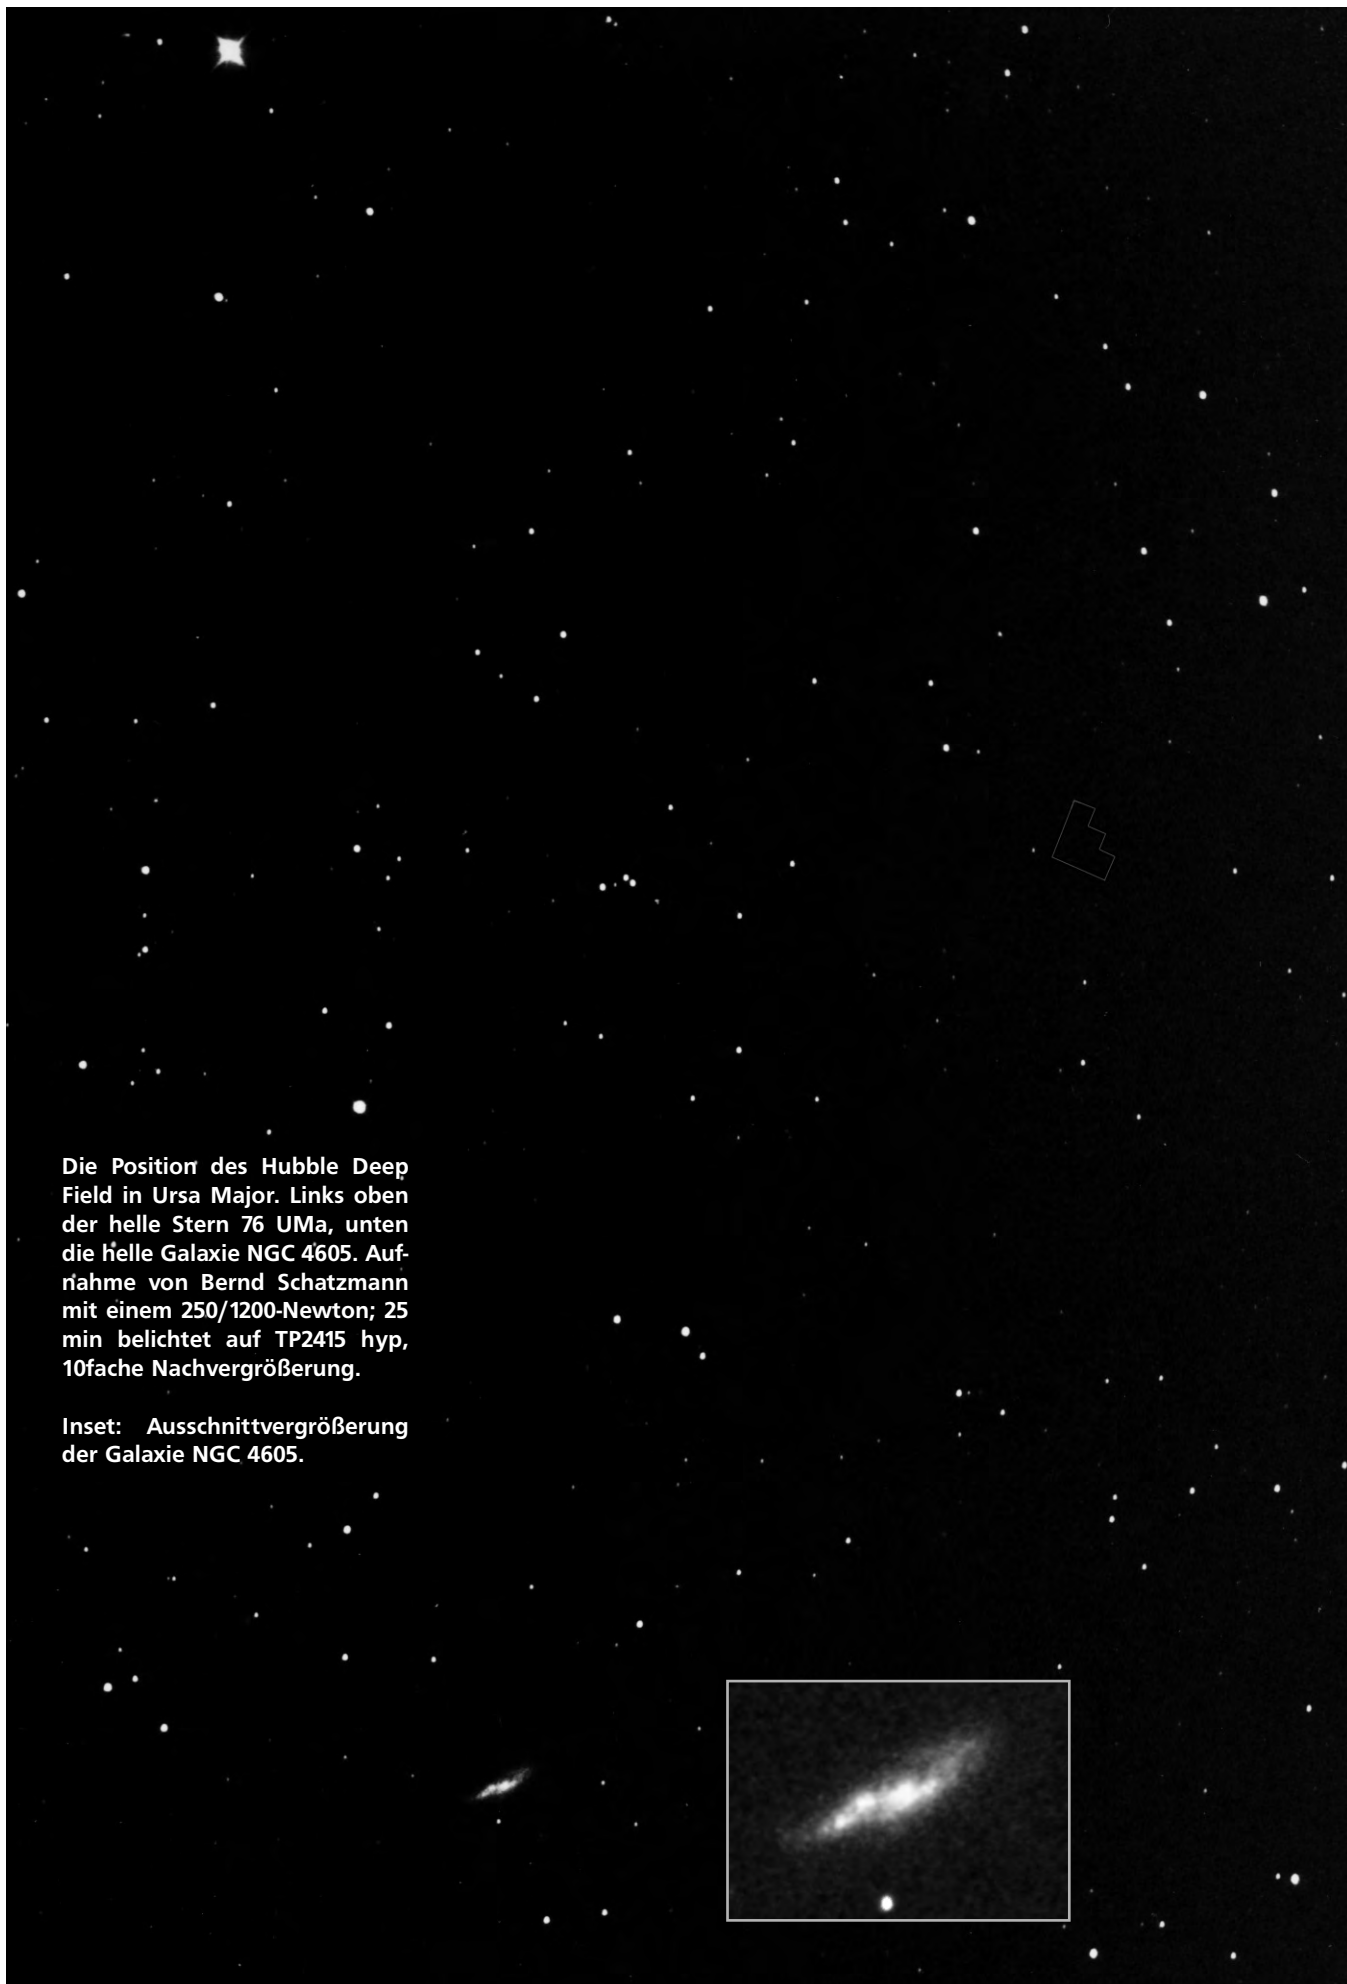 Die Position des Hubble Deep
Field in Ursa Major. Links oben
der helle Stern 76 UMa, unten
die helle Galaxie NGC 4605. Auf-
nahme von Bernd Schatzmann
mit einem 250/1200-Newton; 25
min belichtet auf TP2415 hyp,
10fache Nachvergrößerung.
Inset: Ausschnittvergrößerung
der Galaxie NGC 4605.